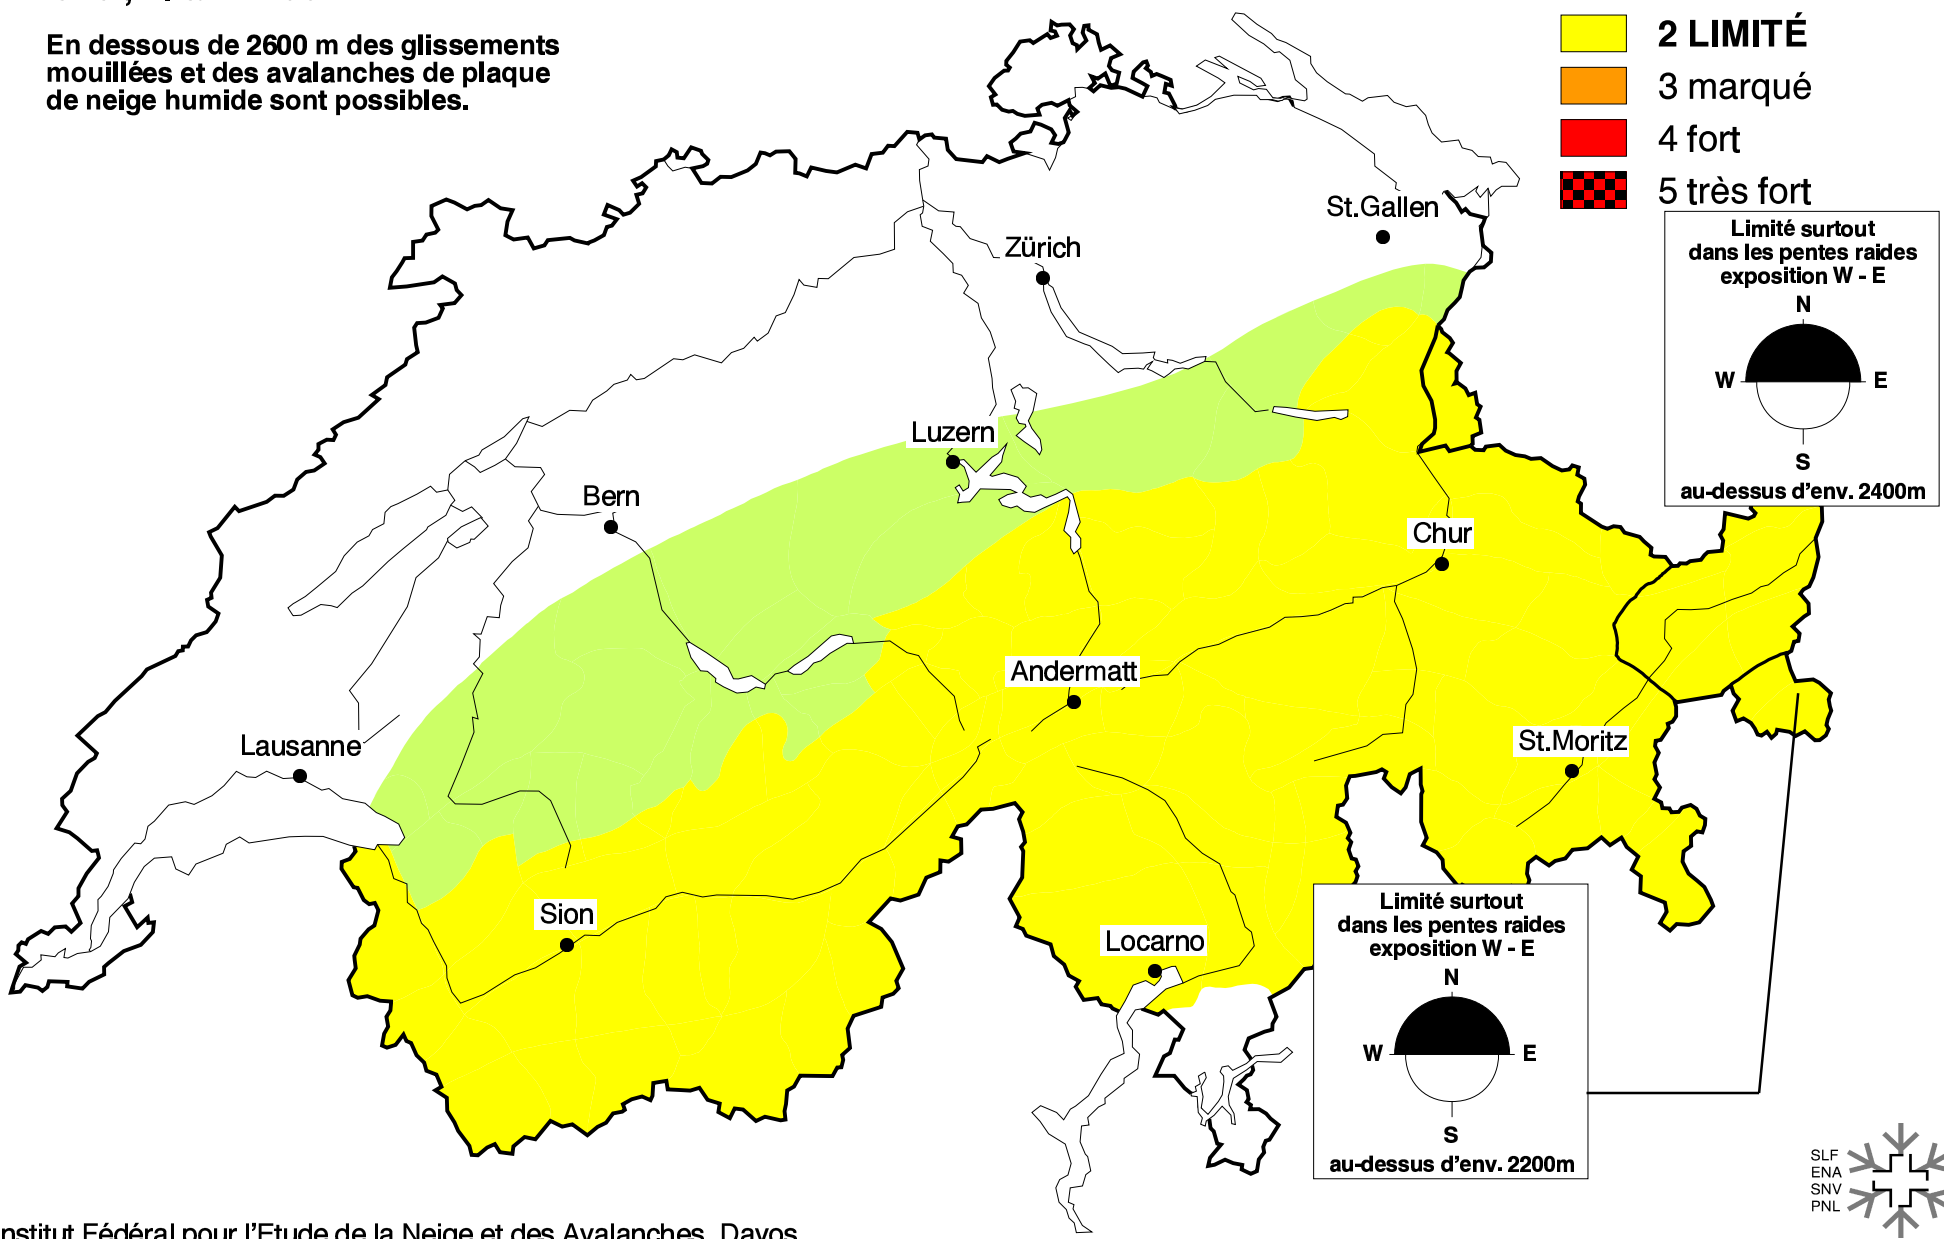 En dessous de 2600 m des glissements
mouillées et des avalanches de plaque
de neige humide sont possibles.
2 LIMITÉ
3 marqué
4 fort
5 très fort
Limité surtout
dans les pentes raides
exposition W - E
N
W
E
S
au-dessus d'env. 2400m
St.Gallen
Zürich
Luzern
Bern
Chur
Andermatt
Lausanne
St.Moritz
Sion
Locarno
Limité surtout
dans les pentes raides
exposition W - E
N
W
E
S
au-dessus d'env. 2200m
SLF
ENA
SNV
PNL
nstitut Fédéral pour l'Etude de la Neige et des Avalanches, Davos